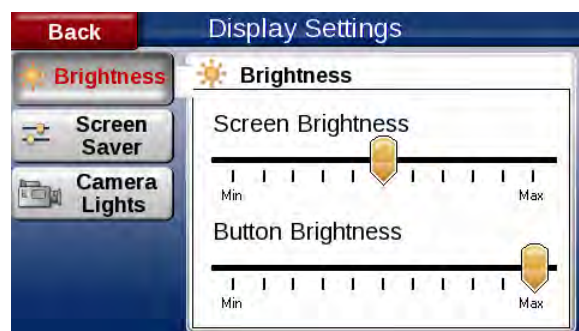 Back
Display Settings
Brightness
Screen
Saver
Camera
Lights
Brightness
Screen Brightness
Min
Max
Button Brightness
Min
Max